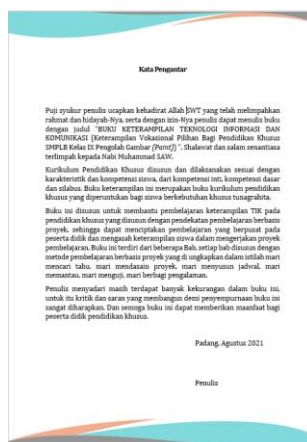 Kata Pengantar
Puji syukur penulis ucapkan kehadirat Allah SWT yang telah melimpahkan
rahmat dan hidayah-Nya, serta dengan izin-Nya penulis dapat menulis buku
dengan judul "BUKU KETERAMPILAN TEKNOLOGI INFORMASI DAN
KOMUNIKASI (Keterampilan Vokasional Pilihan Bagi Pendidikan Khusus
SMPLB Kelas IX Pengolah Gambar (Paint)) ". Shalawat dan salam senantiasa
terlimpah kepada Nabi Muhammad SAW.
Kurikulum Pendidikan Khusus disusun dan dilaksanakan sesuai dengan
karakteristik dan kompetensi siswa, dari kompetensi inti, kompetensi dasar
dan silabus. Buku keterampilan ini merupakan buku kurikulum pendidikan
khusus yang diperuntukan bagi siswa berkebutuhan khusus tunagrahita.
Buku ini disusun untuk membantu pembelajaran keterampilan TIK pada
pendidikan khusus yang disusun dengan pendekatan pembelajaran berbasis
proyek, sehingga dapat menciptakan pembelajaran yang berpusat pada
peserta didik dan mengasah keterampilan siswa dalam mengerjakan proyek
pembelajaran. Buku ini terdiri dari beberapa Bab, setiap bab disusun dengan
metode pembelajaran berbasis proyek yang di ungkapkan dalam istilah mari
mencari tahu, mari mendasain proyek, mari menyusun jadwal, mari
memantau, mari menguji, mari berbagi pengalaman.
Penulis menyadari masih terdapat banyak kekurangan dalam buku ini,
untuk itu kritik dan saran yang membangun demi penyempurnaan buku ini
sangat diharapkan. Dan semoga buku ini dapat memberikan manfaat bagi
peserta didik pendidikan khusus.
Padang, Agustus 2021
Penulis